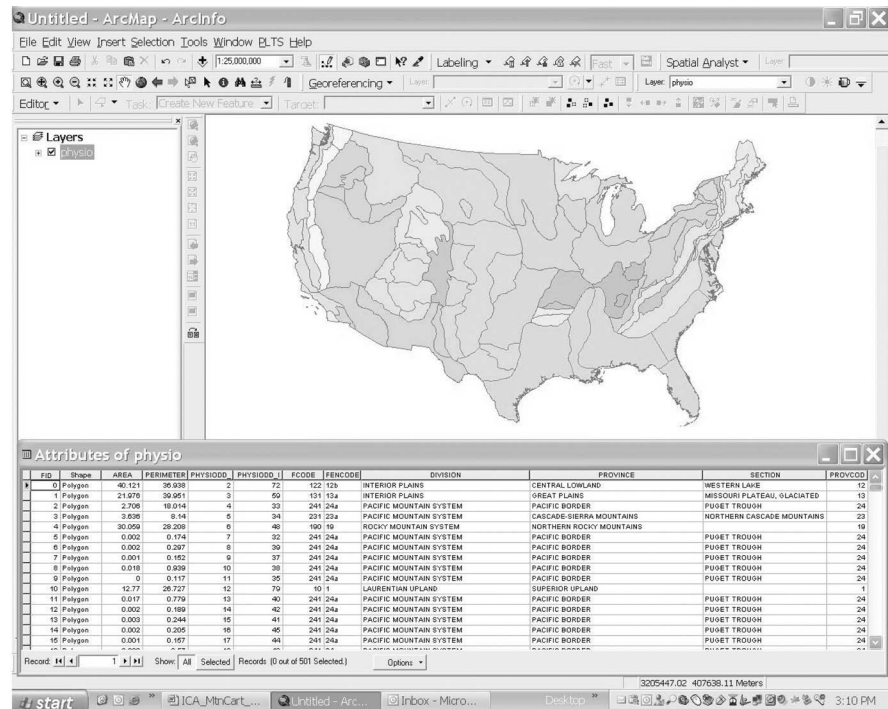 Untitled - ArcMap - ArcInfo
File Edit View Insert Selection Tools Window PLTS Help
1:25,000,000 Labeling Fast Spatial Analyst Layer:
Georeferencing Layer: Layer: physio
Editor Task: Create New Feature Target:
Layers
physio
Attributes of physio
FID Shape AREA PERIMETER PHYSIODD_ PHYSIODD_I FCODE FENCODE DIVISION PROVINCE SECTION PROVCOD
0 Polygon 40.121 36.938 2 72 122 12b INTERIOR PLAINS CENTRAL LOWLAND WESTERN LAKE 12
1 Polygon 21.976 39.951 3 59 131 13a INTERIOR PLAINS GREAT PLAINS MISSOURI PLATEAU, GLACIATED 13
2 Polygon 2.706 18.014 4 33 241 24a PACIFIC MOUNTAIN SYSTEM PACIFIC BORDER PUGET TROUGH 24
3 Polygon 3.636 8.14 5 34 231 23a PACIFIC MOUNTAIN SYSTEM CASCADE-SIERRA MOUNTAINS NORTHERN CASCADE MOUNTAINS 23
4 Polygon 30.059 28.208 6 48 190 19 ROCKY MOUNTAIN SYSTEM NORTHERN ROCKY MOUNTAINS 19
5 Polygon 0.002 0.174 7 32 241 24a PACIFIC MOUNTAIN SYSTEM PACIFIC BORDER PUGET TROUGH 24
6 Polygon 0.002 0.297 8 39 241 24a PACIFIC MOUNTAIN SYSTEM PACIFIC BORDER PUGET TROUGH 24
7 Polygon 0.001 0.152 9 37 241 24a PACIFIC MOUNTAIN SYSTEM PACIFIC BORDER PUGET TROUGH 24
8 Polygon 0.018 0.939 10 38 241 24a PACIFIC MOUNTAIN SYSTEM PACIFIC BORDER PUGET TROUGH 24
9 Polygon 0 0.117 11 35 241 24a PACIFIC MOUNTAIN SYSTEM PACIFIC BORDER PUGET TROUGH 24
10 Polygon 12.77 26.727 12 79 10 1 LAURENTIAN UPLAND SUPERIOR UPLAND 1
11 Polygon 0.017 0.779 13 40 241 24a PACIFIC MOUNTAIN SYSTEM PACIFIC BORDER PUGET TROUGH 24
12 Polygon 0.002 0.189 14 42 241 24a PACIFIC MOUNTAIN SYSTEM PACIFIC BORDER PUGET TROUGH 24
13 Polygon 0.003 0.244 15 41 241 24a PACIFIC MOUNTAIN SYSTEM PACIFIC BORDER PUGET TROUGH 24
14 Polygon 0.002 0.205 16 45 241 24a PACIFIC MOUNTAIN SYSTEM PACIFIC BORDER PUGET TROUGH 24
15 Polygon 0.001 0.167 17 44 241 24a PACIFIC MOUNTAIN SYSTEM PACIFIC BORDER PUGET TROUGH 24
Record: 1 Show: All Selected Records (0 out of 501 Selected.) Options
3205447.02 407638.11 Meters
start ICA_MtnCart_... Untitled - Arc... Inbox - Micro... Desktop 3:10 PM